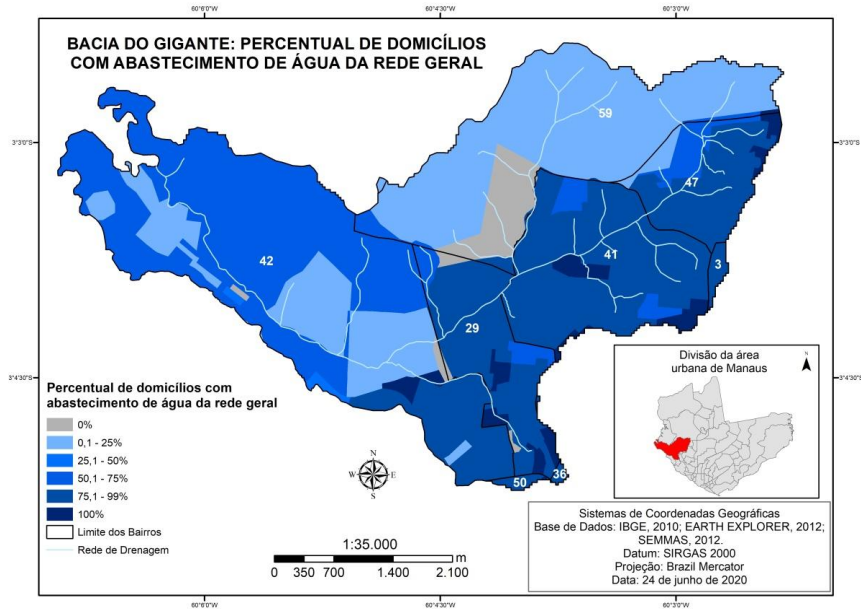 60°6'0"W
60°4'30"W
60°3'0"W
BACIA DO GIGANTE: PERCENTUAL DE DOMICÍLIOS
COM ABASTECIMENTO DE ÁGUA DA REDE GERAL
59
3°3'0"S
3°3'0"S
47
42
41
3
29
3°4'30"S
3°4'30"S
36
50
Percentual de domicílios com
abastecimento de água da rede geral
0%
0,1 - 25%
25,1 - 50%
50,1 - 75%
75,1 - 99%
100%
Limite dos Bairros
Rede de Drenagem
N
W E
S
1:35.000
0 350 700 1.400 2.100 m
Divisão da área
urbana de Manaus
N
Sistemas de Coordenadas Geográficas
Base de Dados: IBGE, 2010; EARTH EXPLORER, 2012;
SEMMAS, 2012.
Datum: SIRGAS 2000
Projeção: Brazil Mercator
Data: 24 de junho de 2020
60°6'0"W
60°4'30"W
60°3'0"W